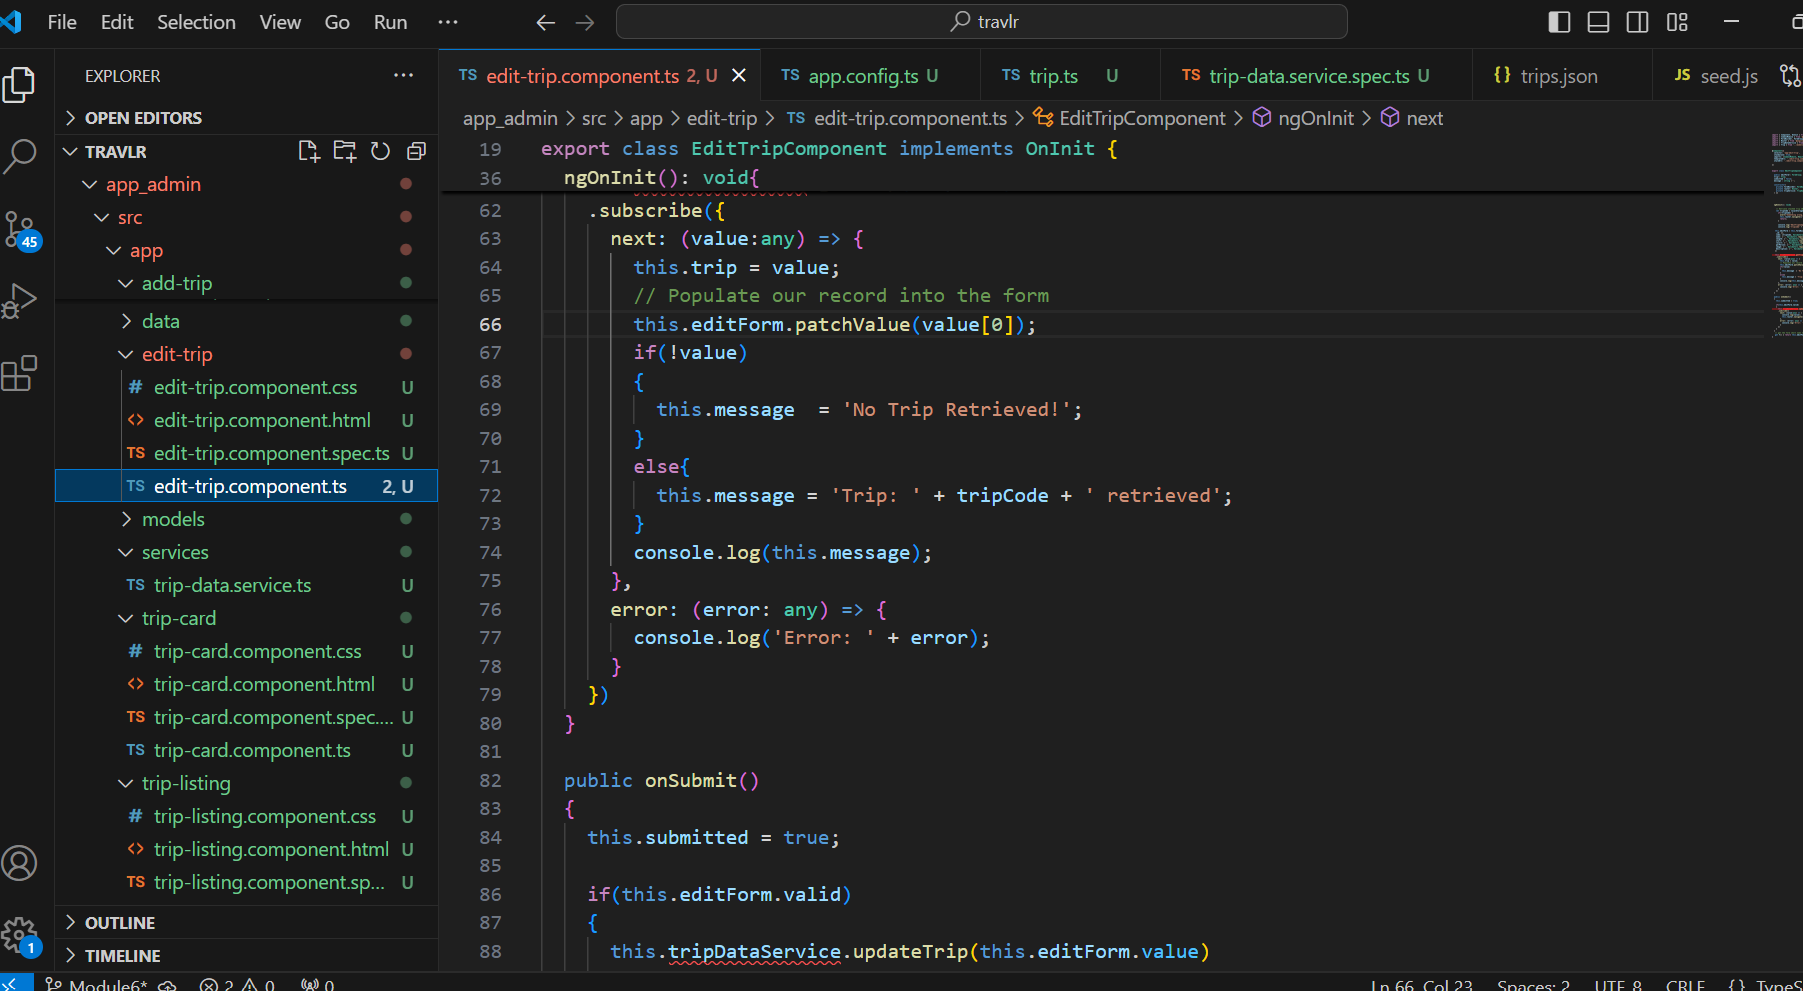 File Edit Selection View Go Run ··· travlr
EXPLORER ···
OPEN EDITORS
TRAVLR
app_admin
src
app
add-trip
data
edit-trip
# edit-trip.component.css U
<> edit-trip.component.html U
TS edit-trip.component.spec.ts U
TS edit-trip.component.ts 2, U
models
services
TS trip-data.service.ts U
trip-card
# trip-card.component.css U
<> trip-card.component.html U
TS trip-card.component.spec.... U
TS trip-card.component.ts U
trip-listing
# trip-listing.component.css U
<> trip-listing.component.html U
TS trip-listing.component.sp... U
OUTLINE
TIMELINE
45
1
TS edit-trip.component.ts 2, U TS app.config.ts U TS trip.ts U TS trip-data.service.spec.ts U {} trips.json JS seed.js
app_admin > src > app > edit-trip > TS edit-trip.component.ts > EditTripComponent > ngOnInit > next
19 export class EditTripComponent implements OnInit {
36 ngOnInit(): void{
62 .subscribe({
63 next: (value:any) => {
64 this.trip = value;
65 // Populate our record into the form
66 this.editForm.patchValue(value[0]);
67 if(!value)
68 {
69 this.message  = 'No Trip Retrieved!';
70 }
71 else{
72 this.message = 'Trip: ' + tripCode + ' retrieved';
73 }
74 console.log(this.message);
75 },
76 error: (error: any) => {
77 console.log('Error: ' + error);
78 }
79 })
80 }
81
82 public onSubmit()
83 {
84 this.submitted = true;
85
86 if(this.editForm.valid)
87 {
88 this.tripDataService.updateTrip(this.editForm.value)
Module6* 2 0 0 Ln 66, Col 23 Spaces: 2 UTF-8 CRLF {} TypeS